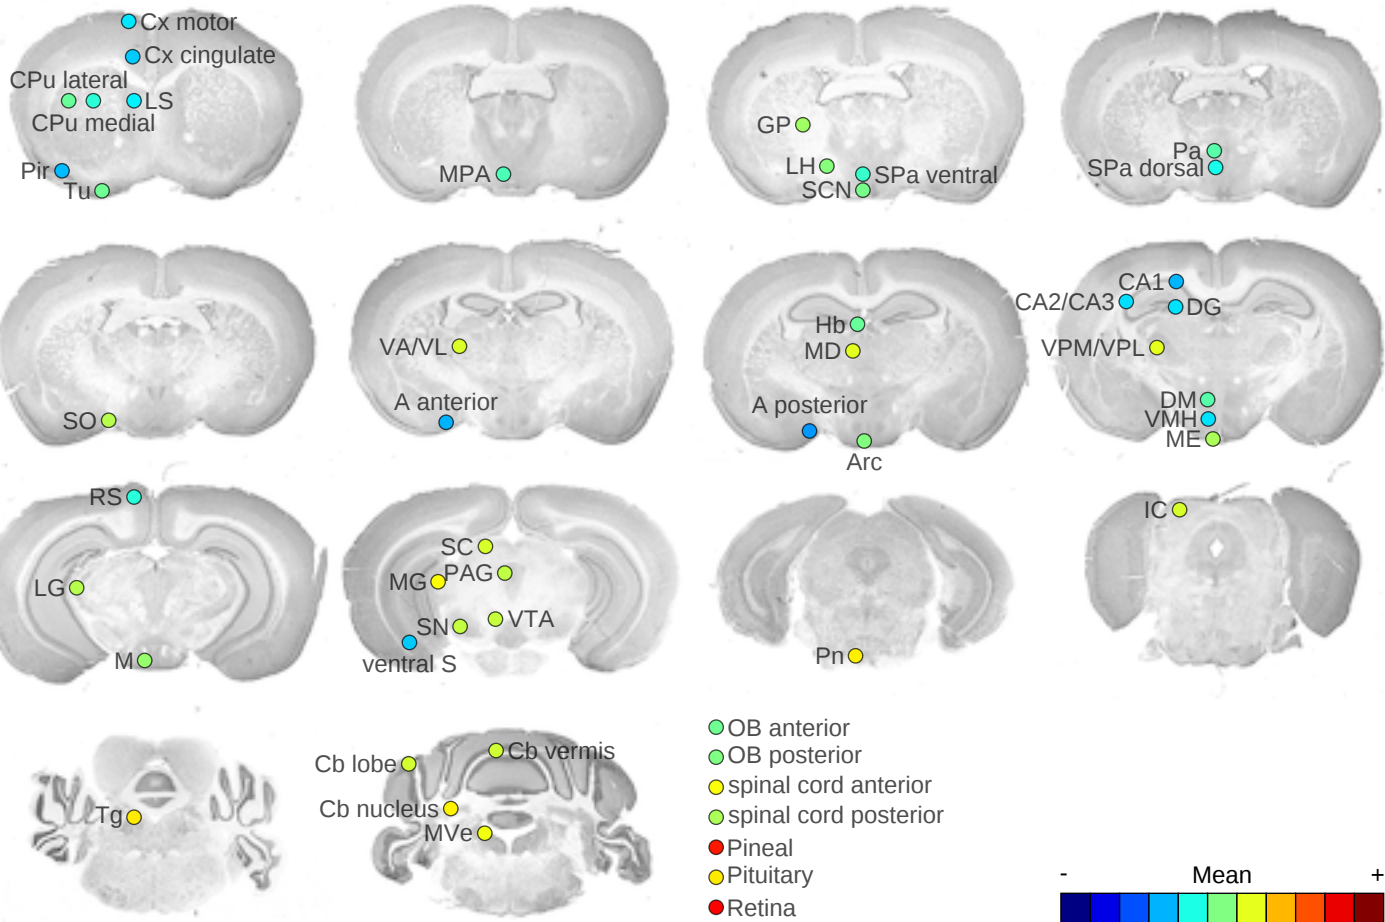 Cx motor
Cx cingulate
CPu lateral
LS
CPu medial
Pir
Tu
MPA
GP
LH
SPa ventral
SCN
Pa
SPa dorsal
SO
VA/VL
A anterior
Hb
MD
A posterior
Arc
CA1
CA2/CA3
DG
VPM/VPL
DM
VMH
ME
RS
LG
M
SC
MG
PAG
SN
VTA
ventral S
Pn
IC
Tg
Cb lobe
Cb vermis
Cb nucleus
MVe
OB anterior
OB posterior
spinal cord anterior
spinal cord posterior
Pineal
Pituitary
Retina
- Mean +